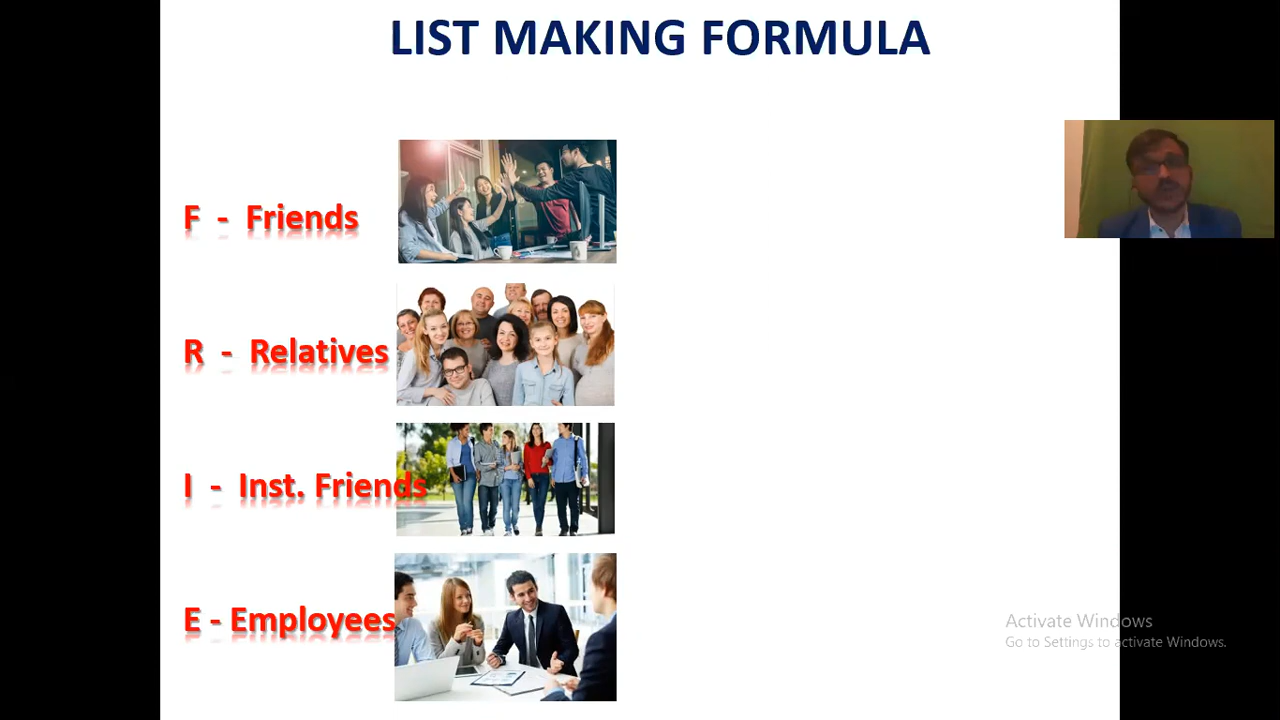 LIST MAKING FORMULA
F - Friends
R - Relatives
I - Inst. Friends
E - Employees
Activate Windows
Go to Settings to activate Windows.